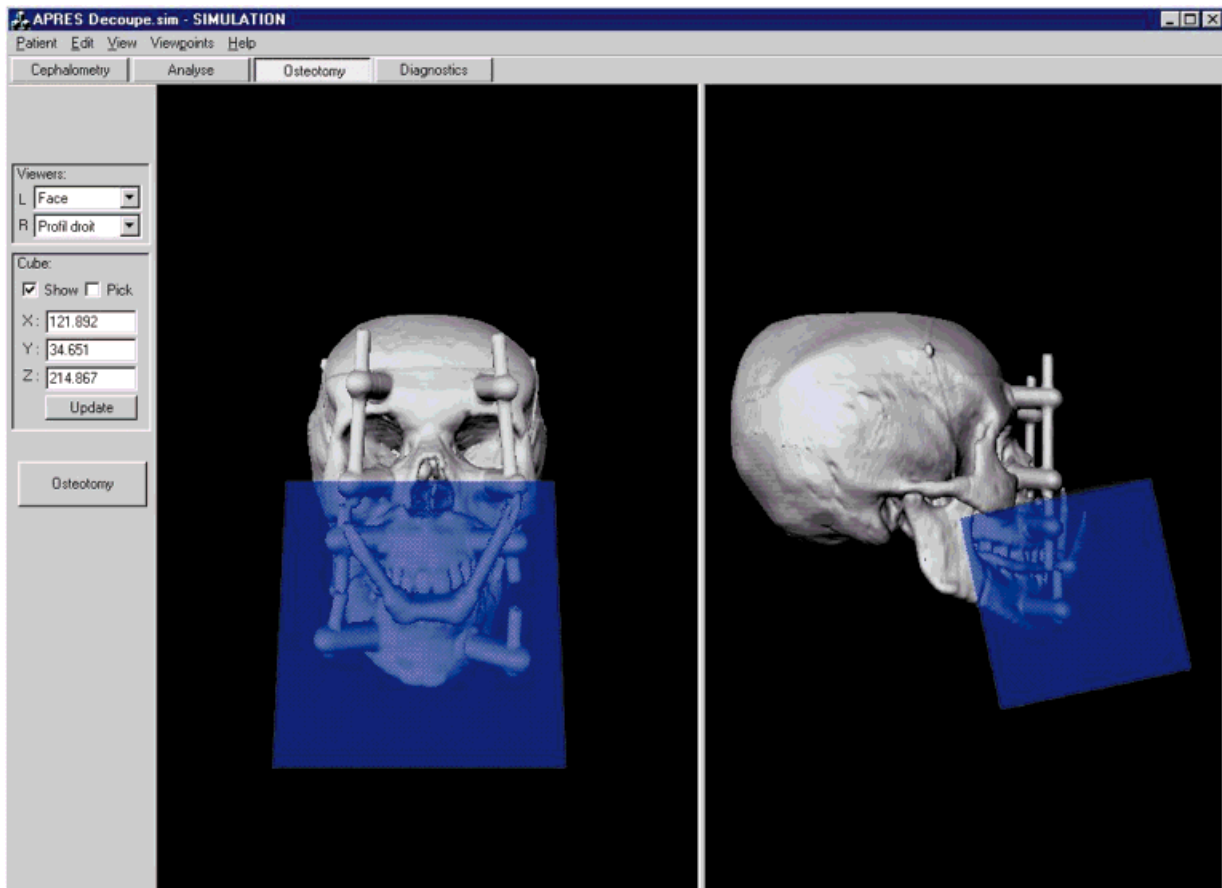 APRES Decoupe.sim - SIMULATION
Patient Edit View Viewpoints Help
Cephalometry Analyse Osteotomy Diagnostics
Viewers:
L Face
R Profil droit
Cube:
Show Pick
X: 121.892
Y: 34.651
Z: 214.867
Update
Osteotomy